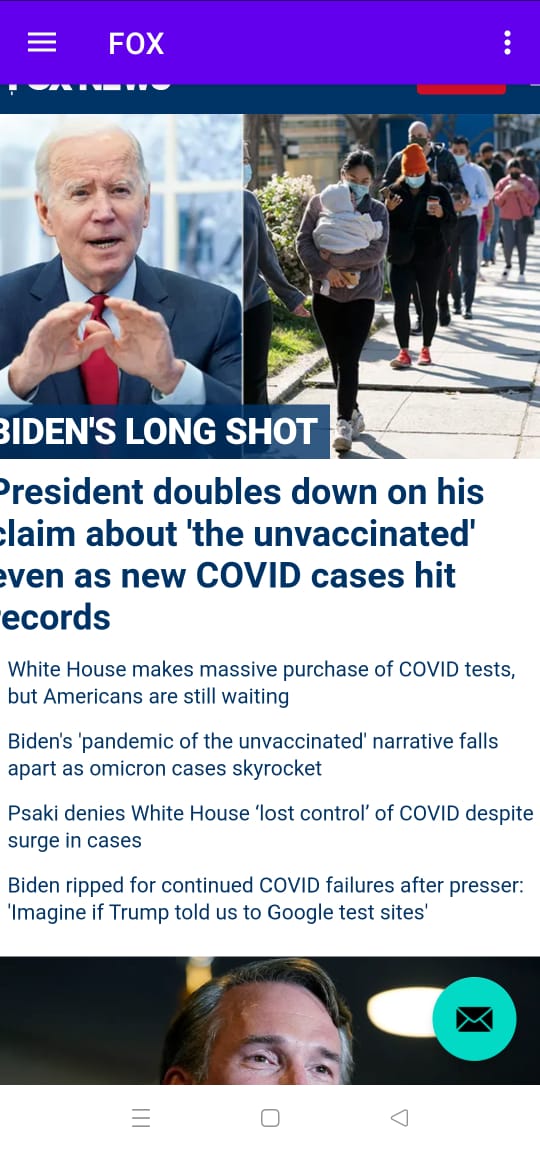 FOX
FOX NEWS
BIDEN'S LONG SHOT
President doubles down on his
claim about 'the unvaccinated'
even as new COVID cases hit
records
White House makes massive purchase of COVID tests,
but Americans are still waiting
Biden's 'pandemic of the unvaccinated' narrative falls
apart as omicron cases skyrocket
Psaki denies White House ‘lost control’ of COVID despite
surge in cases
Biden ripped for continued COVID failures after presser:
'Imagine if Trump told us to Google test sites'